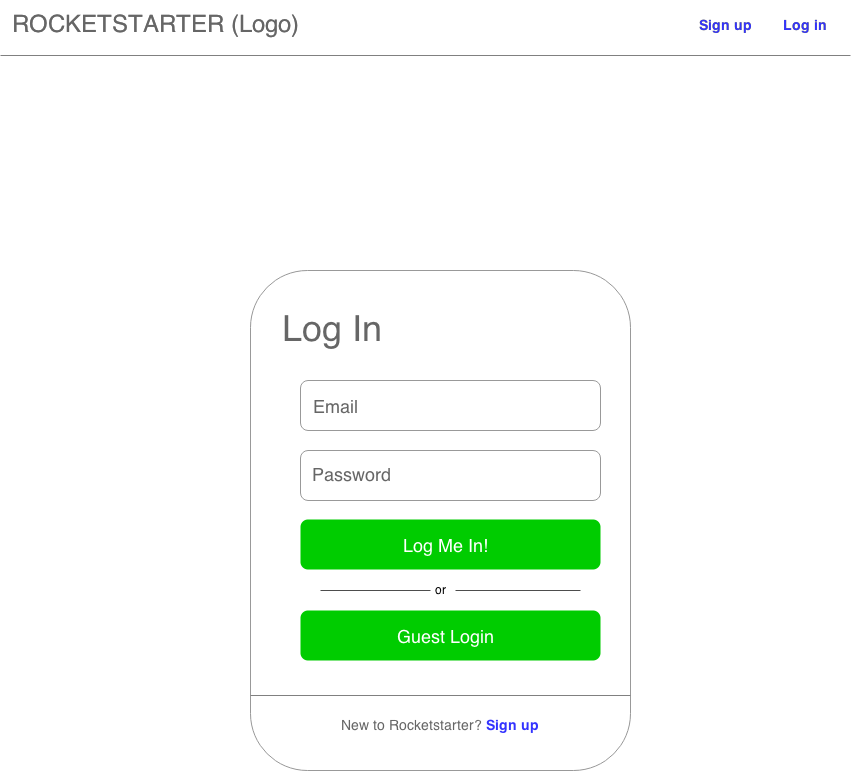 ROCKETSTARTER (Logo)
Sign up
Log in
Log In
Email
Password
Log Me In!
or
Guest Login
New to Rocketstarter? Sign up